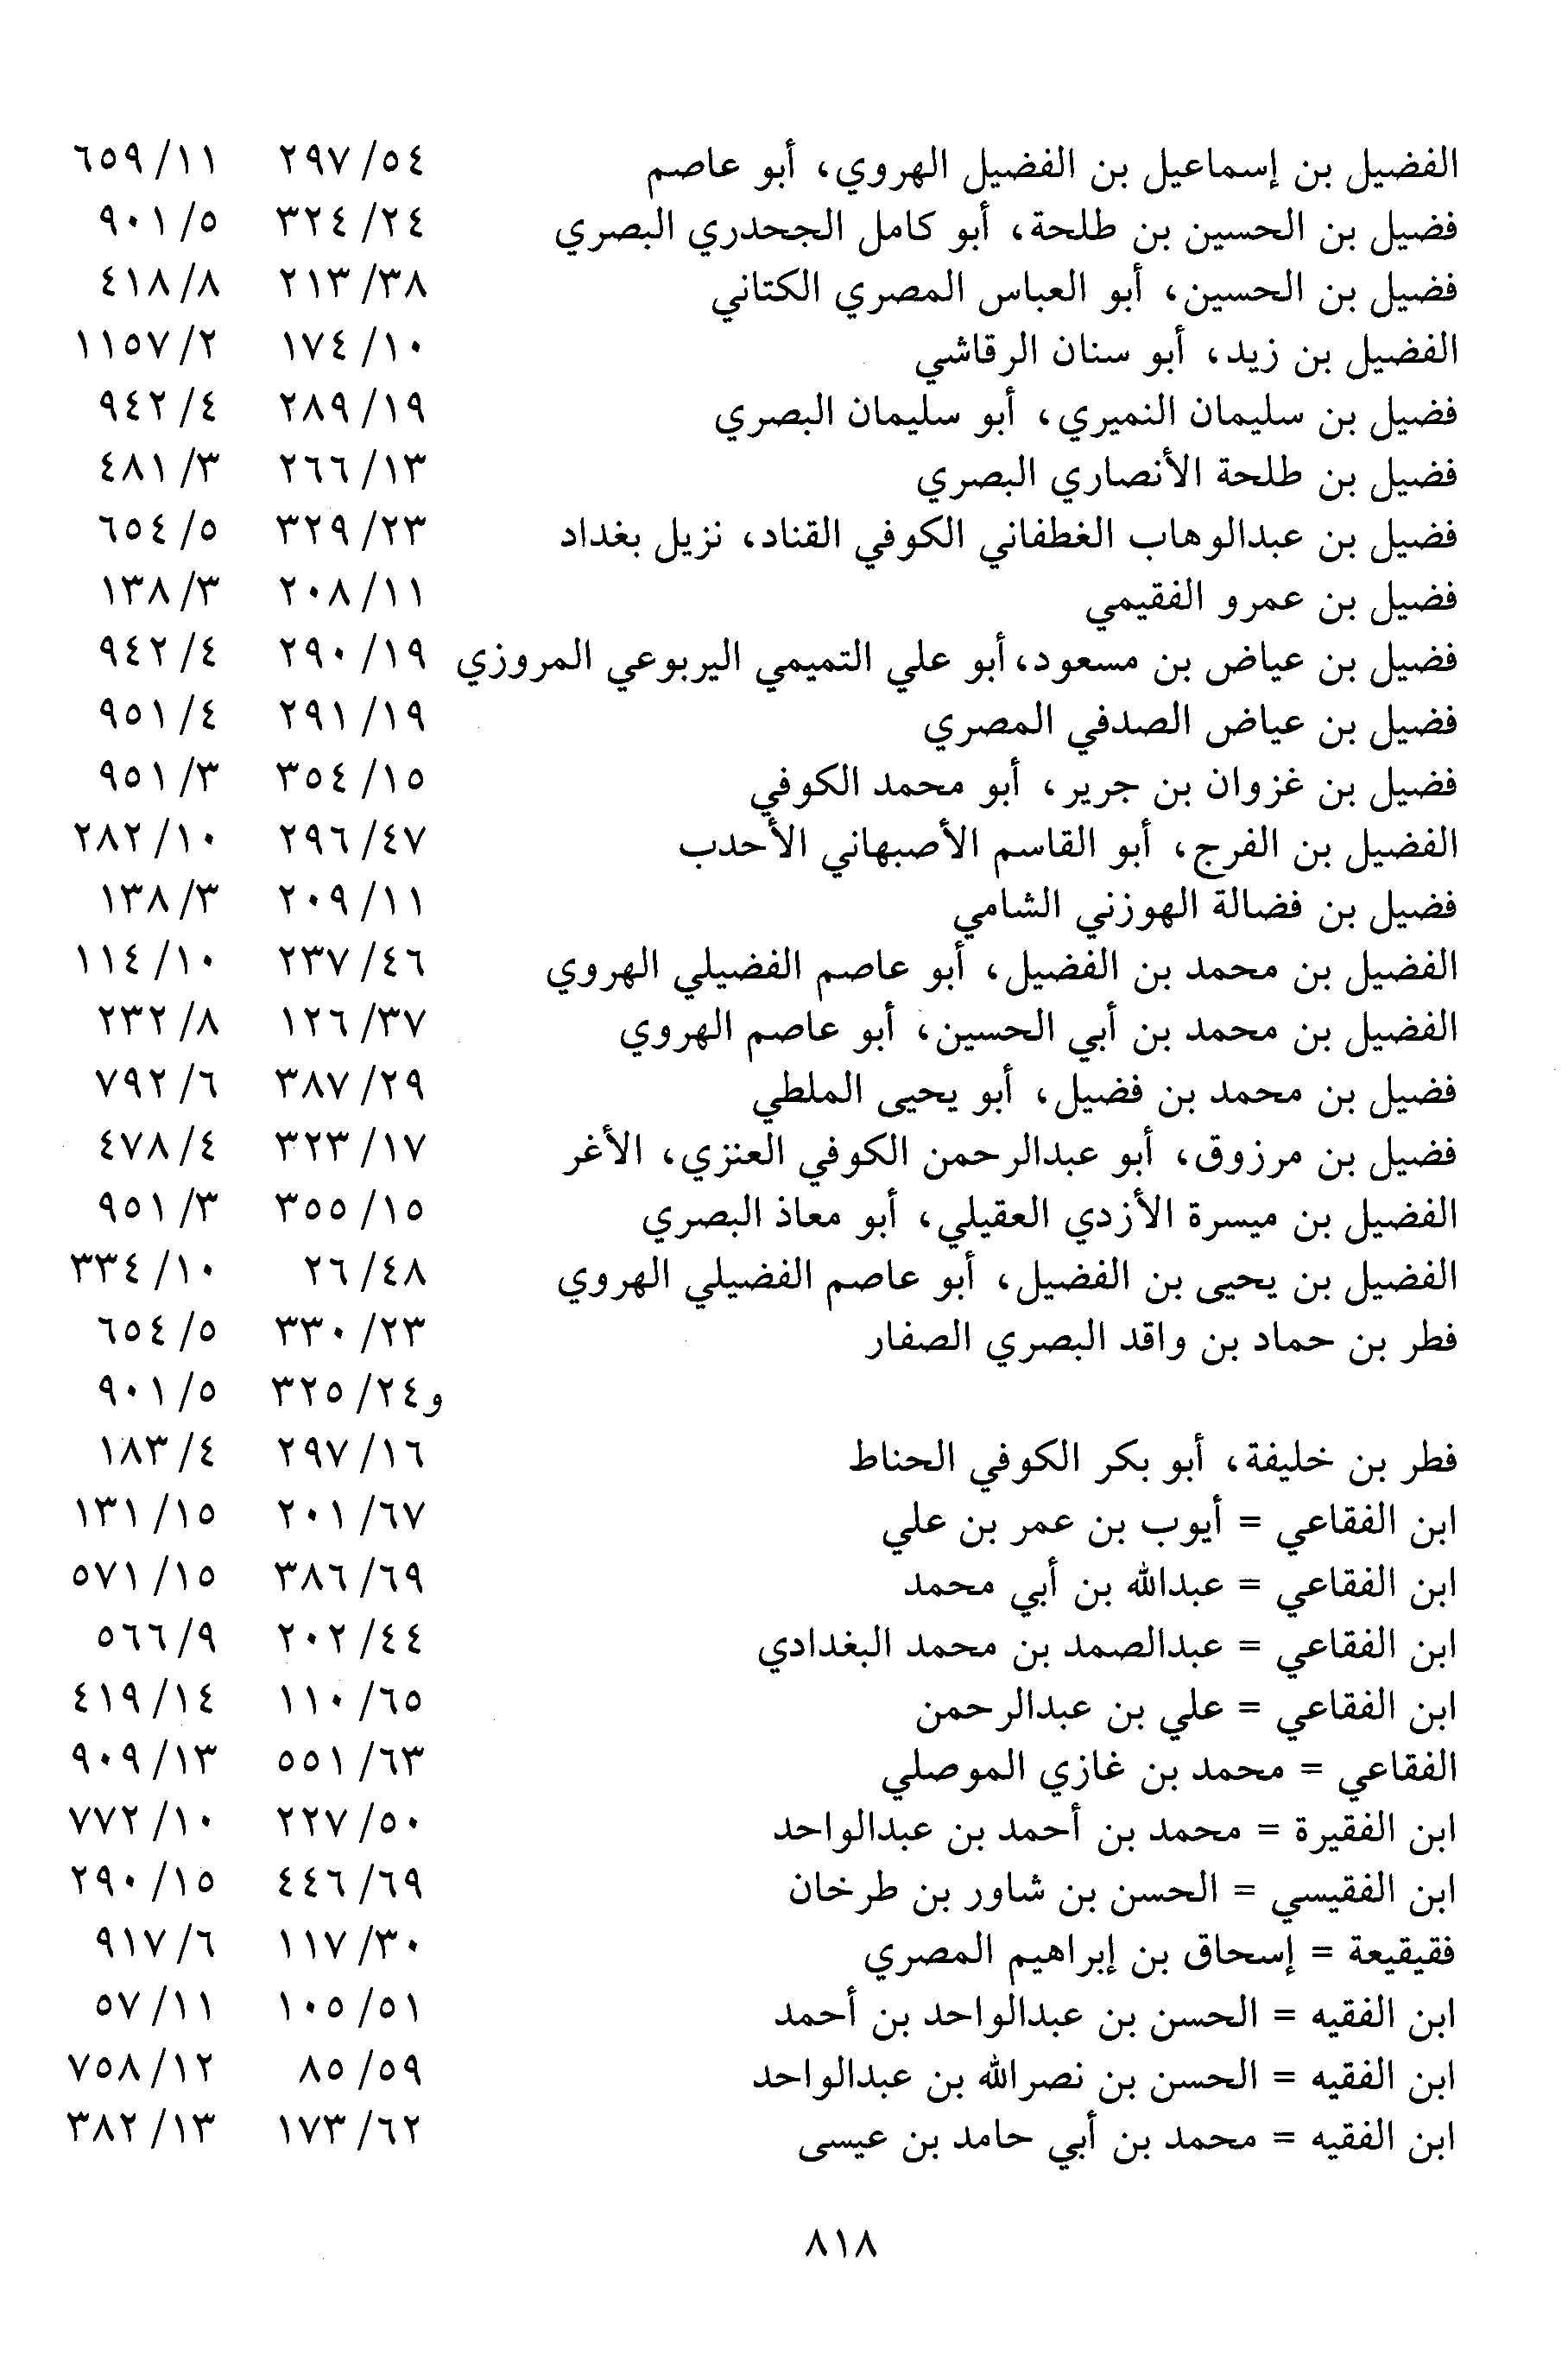 الفضيل بن إسماعيل بن الفضيل الهروي، أبو عاصم ٥٤/ ٢٩٧ ١١/ ٦٥٩
فضيل بن الحسين بن طلحة، أبو كامل الجحدري البصري ٢٤/ ٣٢٤ ٥/ ٩٠١
فضيل بن الحسين، أبو العباس المصري الكتاني ٣٨/ ٢١٣ ٨/ ٤١٨
الفضيل بن زيد، أبو سنان الرقاشي ١٠/ ١٧٤ ٢/ ١١٥٧
فضيل بن سليمان النميري، أبو سليمان البصري ١٩/ ٢٨٩ ٤/ ٩٤٢
فضيل بن طلحة الأنصاري البصري ١٣/ ٢٦٦ ٣/ ٤٨١
فضيل بن عبدالوهاب الغطفاني الكوفي القناد، نزيل بغداد ٢٣/ ٣٢٩ ٥/ ٦٥٤
فضيل بن عمرو الفقيمي ١١/ ٢٠٨ ٣/ ١٣٨
فضيل بن عياض بن مسعود، أبو علي التميمي اليربوعي المروزي ١٩/ ٢٩٠ ٤/ ٩٤٢
فضيل بن عياض الصدفي المصري ١٩/ ٢٩١ ٤/ ٩٥١
فضيل بن غزوان بن جرير، أبو محمد الكوفي ١٥/ ٣٥٤ ٣/ ٩٥١
الفضيل بن الفرج، أبو القاسم الأصبهاني الأحدب ٤٧/ ٢٩٦ ١٠/ ٢٨٢
فضيل بن فضالة الهوزني الشامي ١١/ ٢٠٩ ٣/ ١٣٨
الفضيل بن محمد بن الفضيل، أبو عاصم الفضيلي الهروي ٤٦/ ٢٣٧ ١٠/ ١١٤
الفضيل بن محمد بن أبي الحسين، أبو عاصم الهروي ٣٧/ ١٢٦ ٨/ ٢٣٢
فضيل بن محمد بن فضيل، أبو يحيى الملطي ٢٩/ ٣٨٧ ٦/ ٧٩٢
فضيل بن مرزوق، أبو عبدالرحمن الكوفي العنزي، الأغر ١٧/ ٣٢٣ ٤/ ٤٧٨
الفضيل بن ميسرة الأزدي العقيلي، أبو معاذ البصري ١٥/ ٣٥٥ ٣/ ٩٥١
الفضيل بن يحيى بن الفضيل، أبو عاصم الفضيلي الهروي ٤٨/ ٢٦ ١٠/ ٣٣٤
فطر بن حماد بن واقد البصري الصفار ٢٣/ ٣٣٠ ٥/ ٦٥٤
و٢٤/ ٣٢٥ ٥/ ٩٠١
فطر بن خليفة، أبو بكر الكوفي الحناط ١٦/ ٢٩٧ ٤/ ١٨٣
ابن الفقاعي = أيوب بن عمر بن علي ٦٧/ ٢٠١ ١٥/ ١٣١
ابن الفقاعي = عبدالله بن أبي محمد ٦٩/ ٣٨٦ ١٥/ ٥٧١
ابن الفقاعي = عبدالصمد بن محمد البغدادي ٤٤/ ٢٠٢ ٩/ ٥٦٦
ابن الفقاعي = علي بن عبدالرحمن ٦٥/ ١١٠ ١٤/ ٤١٩
الفقاعي = محمد بن غازي الموصلي ٦٣/ ٥٥١ ١٣/ ٩٠٩
ابن الفقيرة = محمد بن أحمد بن عبدالواحد ٥٠/ ٢٢٧ ١٠/ ٧٧٢
ابن الفقيسي = الحسن بن شاور بن طرخان ٦٩/ ٤٤٦ ١٥/ ٢٩٠
فقيقيعة = إسحاق بن إبراهيم المصري ٣٠/ ١١٧ ٦/ ٩١٧
ابن الفقيه = الحسن بن عبدالواحد بن أحمد ٥١/ ١٠٥ ١١/ ٥٧
ابن الفقيه = الحسن بن نصرالله بن عبدالواحد ٥٩/ ٨٥ ١٢/ ٧٥٨
ابن الفقيه = محمد بن أبي حامد بن عيسى ٦٢/ ١٧٣ ١٣/ ٣٨٢
٨١٨